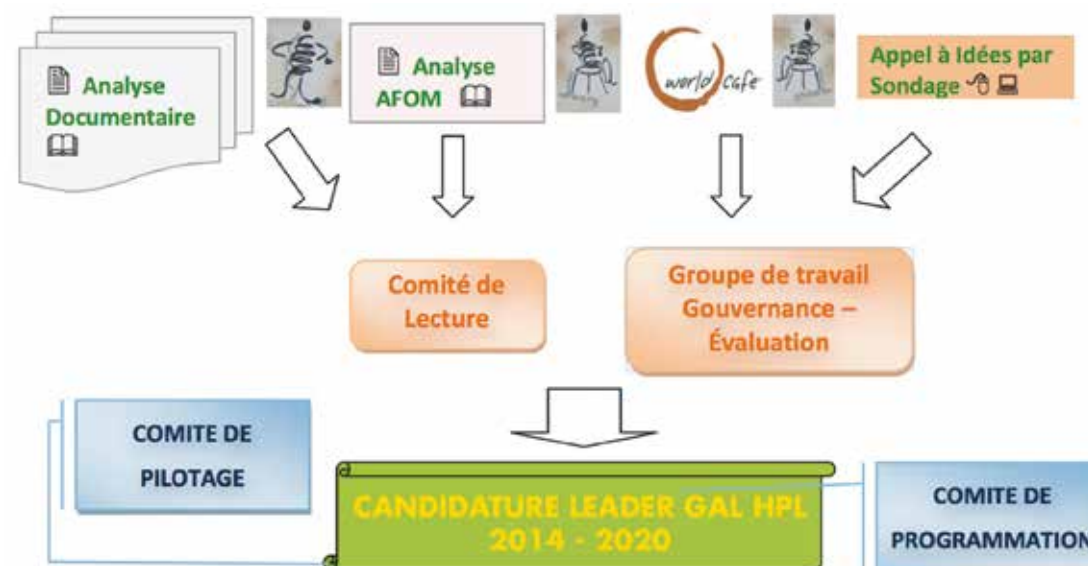 Analyse
Documentaire
Analyse
AFOM
world cafe
Appel à Idées par
Sondage
Comité de
Lecture
Groupe de travail
Gouvernance –
Évaluation
COMITE DE
PILOTAGE
CANDIDATURE LEADER GAL HPL
2014 - 2020
COMITE DE
PROGRAMMATION